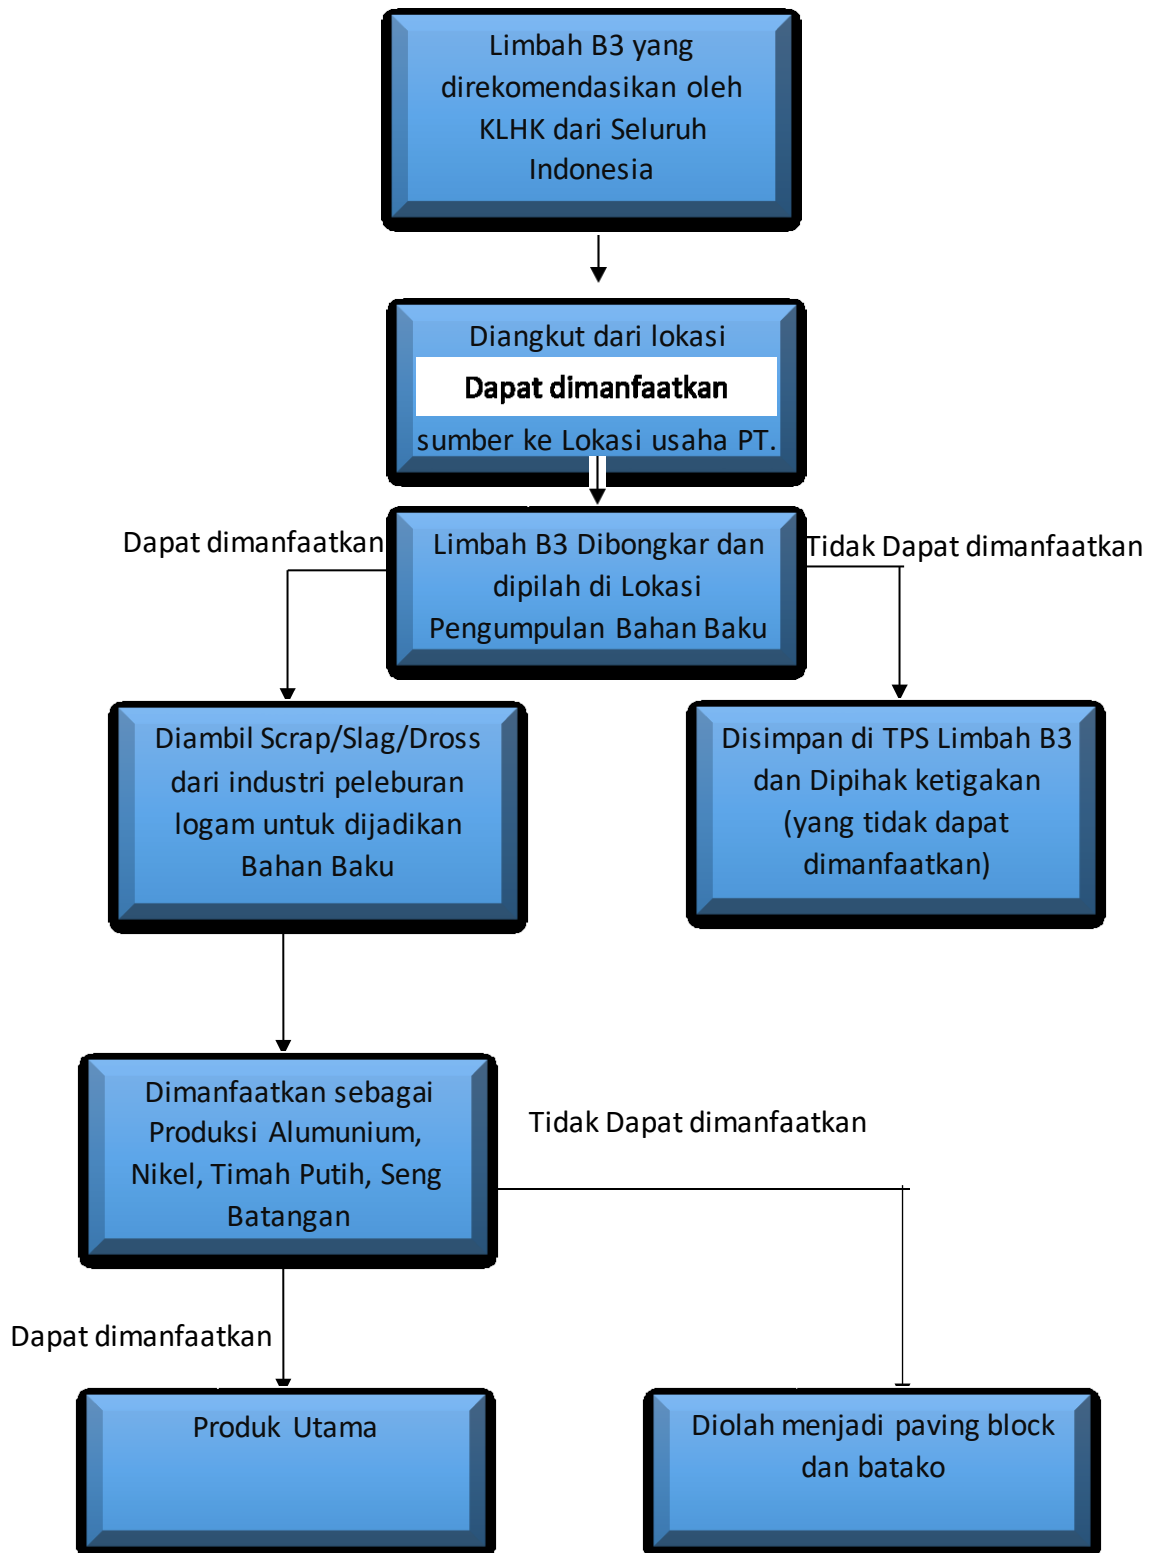 Limbah B3 yang
direkomendasikan oleh
KLHK dari Seluruh
Indonesia
Diangkut dari lokasi
Dapat dimanfaatkan
sumber ke Lokasi usaha PT.
Dapat dimanfaatkan
Limbah B3 Dibongkar dan
dipilah di Lokasi
Pengumpulan Bahan Baku
Tidak Dapat dimanfaatkan
Diambil Scrap/Slag/Dross
dari industri peleburan
logam untuk dijadikan
Bahan Baku
Disimpan di TPS Limbah B3
dan Dipihak ketigakan
(yang tidak dapat
dimanfaatkan)
Dimanfaatkan sebagai
Produksi Alumunium,
Nikel, Timah Putih, Seng
Batangan
Tidak Dapat dimanfaatkan
Dapat dimanfaatkan
Produk Utama
Diolah menjadi paving block
dan batako